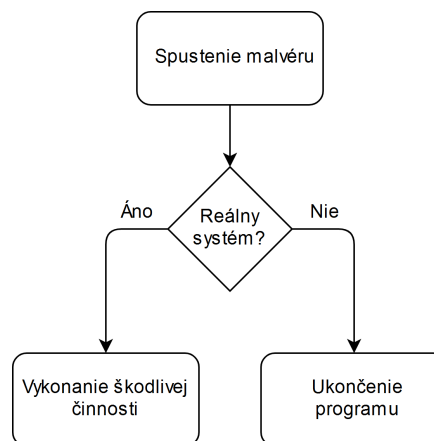 Spustenie malvéru
Áno
Reálny
systém?
Nie
Vykonanie škodlivej
činnosti
Ukončenie
programu